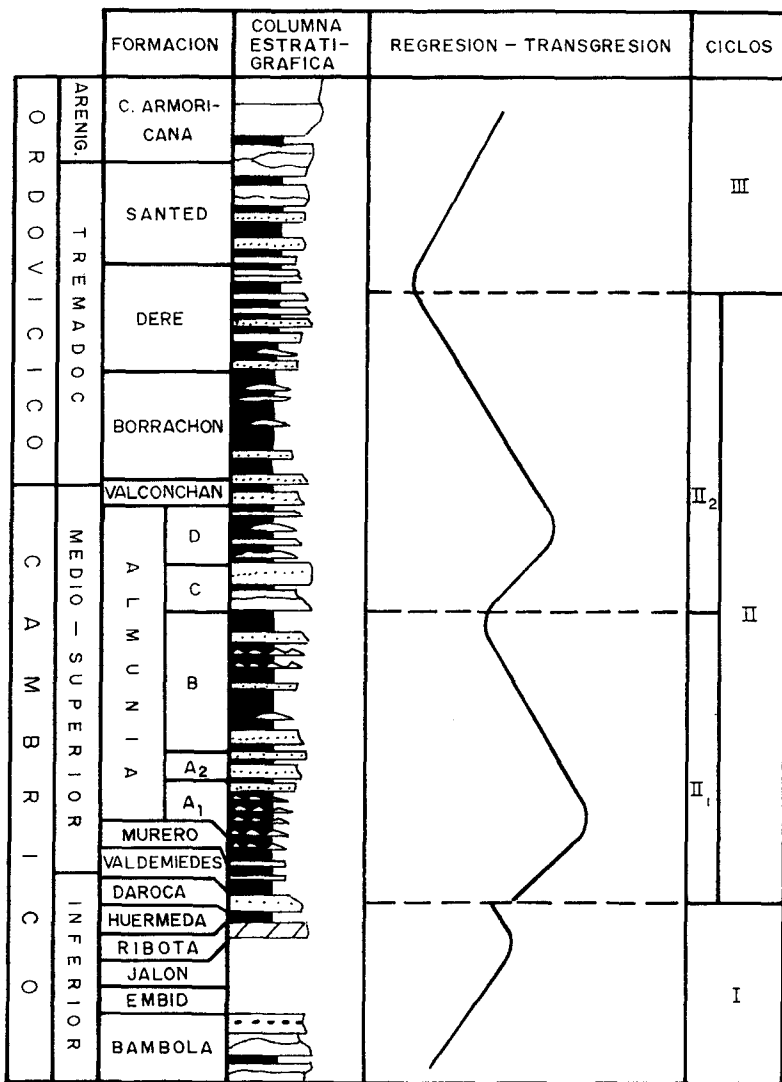 FORMACION
COLUMNA
ESTRATI-
GRAFICA
REGRESION - TRANSGRESION
CICLOS
ORDOVICICO
ARENIG.
C. ARMORI-
CANA
TREMADOC
SANTED
DERE
BORRACHON
VALCONCHAN
CAMBRICO
MEDIO - SUPERIOR
ALMUNIA
D
C
B
A2
A1
MURERO
VALDEMIEDES
INFERIOR
DAROCA
HUERMEDA
RIBOTA
JALON
EMBID
BAMBOLA
III
II2
II
II1
I